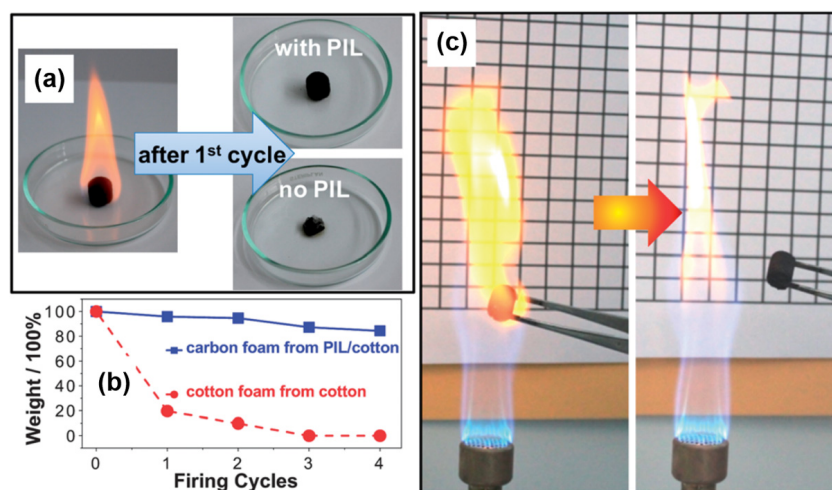 (a)
with PIL
after 1st cycle
no PIL
(b)
Weight / 100%
100
80
60
40
20
0
carbon foam from PIL/cotton
cotton foam from cotton
0 1 2 3 4
Firing Cycles
(c)